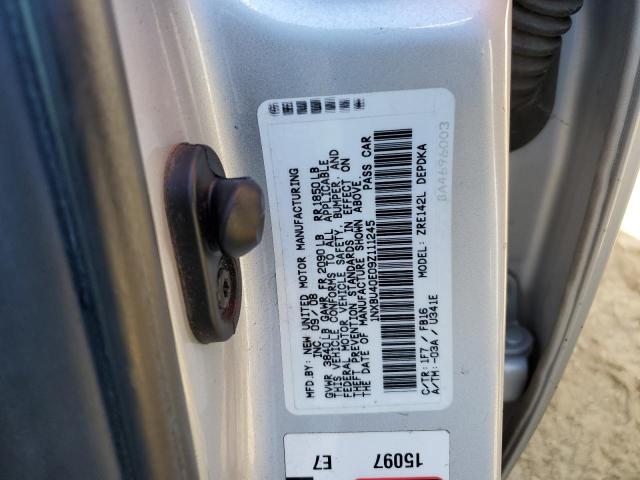 MFD.BY: NEW UNITED MOTOR MANUFACTURING
INC. 09/08
GVWR 3840LB GAWR FR2090LB RR1850LB
THIS VEHICLE CONFORMS TO ALL APPLICABLE
FEDERAL MOTOR VEHICLE SAFETY, BUMPER, AND
THEFT PREVENTION STANDARDS IN EFFECT ON
THE DATE OF MANUFACTURE SHOWN ABOVE.
1NXBU40E09Z111245 PASS CAR
MODEL: ZRE142L DEPDKA
C/TR: 1F7 / FB16
A/TM: -03A / U341E
BA4696003
E7 15097